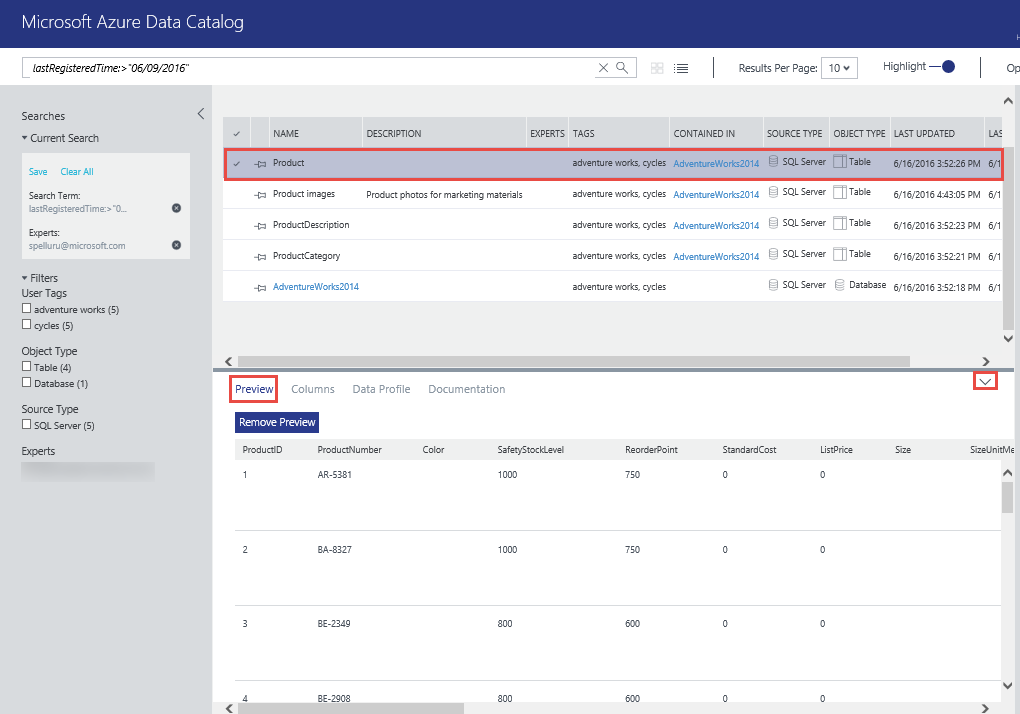 Microsoft Azure Data Catalog
lastRegisteredTime:>"06/09/2016"
Results Per Page: 10
Highlight
Op
Searches
Current Search
Save Clear All
Search Term:
lastRegisteredTime:>"0...
Experts:
spelluru@microsoft.com
Filters
User Tags
adventure works (5)
cycles (5)
Object Type
Table (4)
Database (1)
Source Type
SQL Server (5)
Experts
NAME DESCRIPTION EXPERTS TAGS CONTAINED IN SOURCE TYPE OBJECT TYPE LAST UPDATED LAS
Product adventure works, cycles AdventureWorks2014 SQL Server Table 6/16/2016 3:52:26 PM 6/1
Product images Product photos for marketing materials adventure works, cycles AdventureWorks2014 SQL Server Table 6/16/2016 4:43:05 PM 6/1
ProductDescription adventure works, cycles AdventureWorks2014 SQL Server Table 6/16/2016 3:52:23 PM 6/1
ProductCategory adventure works, cycles AdventureWorks2014 SQL Server Table 6/16/2016 3:52:21 PM 6/1
AdventureWorks2014 adventure works, cycles SQL Server Database 6/16/2016 3:52:18 PM 6/1
Preview Columns Data Profile Documentation
Remove Preview
ProductID ProductNumber Color SafetyStockLevel ReorderPoint StandardCost ListPrice Size SizeUnitMe
1 AR-5381 1000 750 0 0
2 BA-8327 1000 750 0 0
3 BE-2349 800 600 0 0
4 BE-2908 800 600 0 0